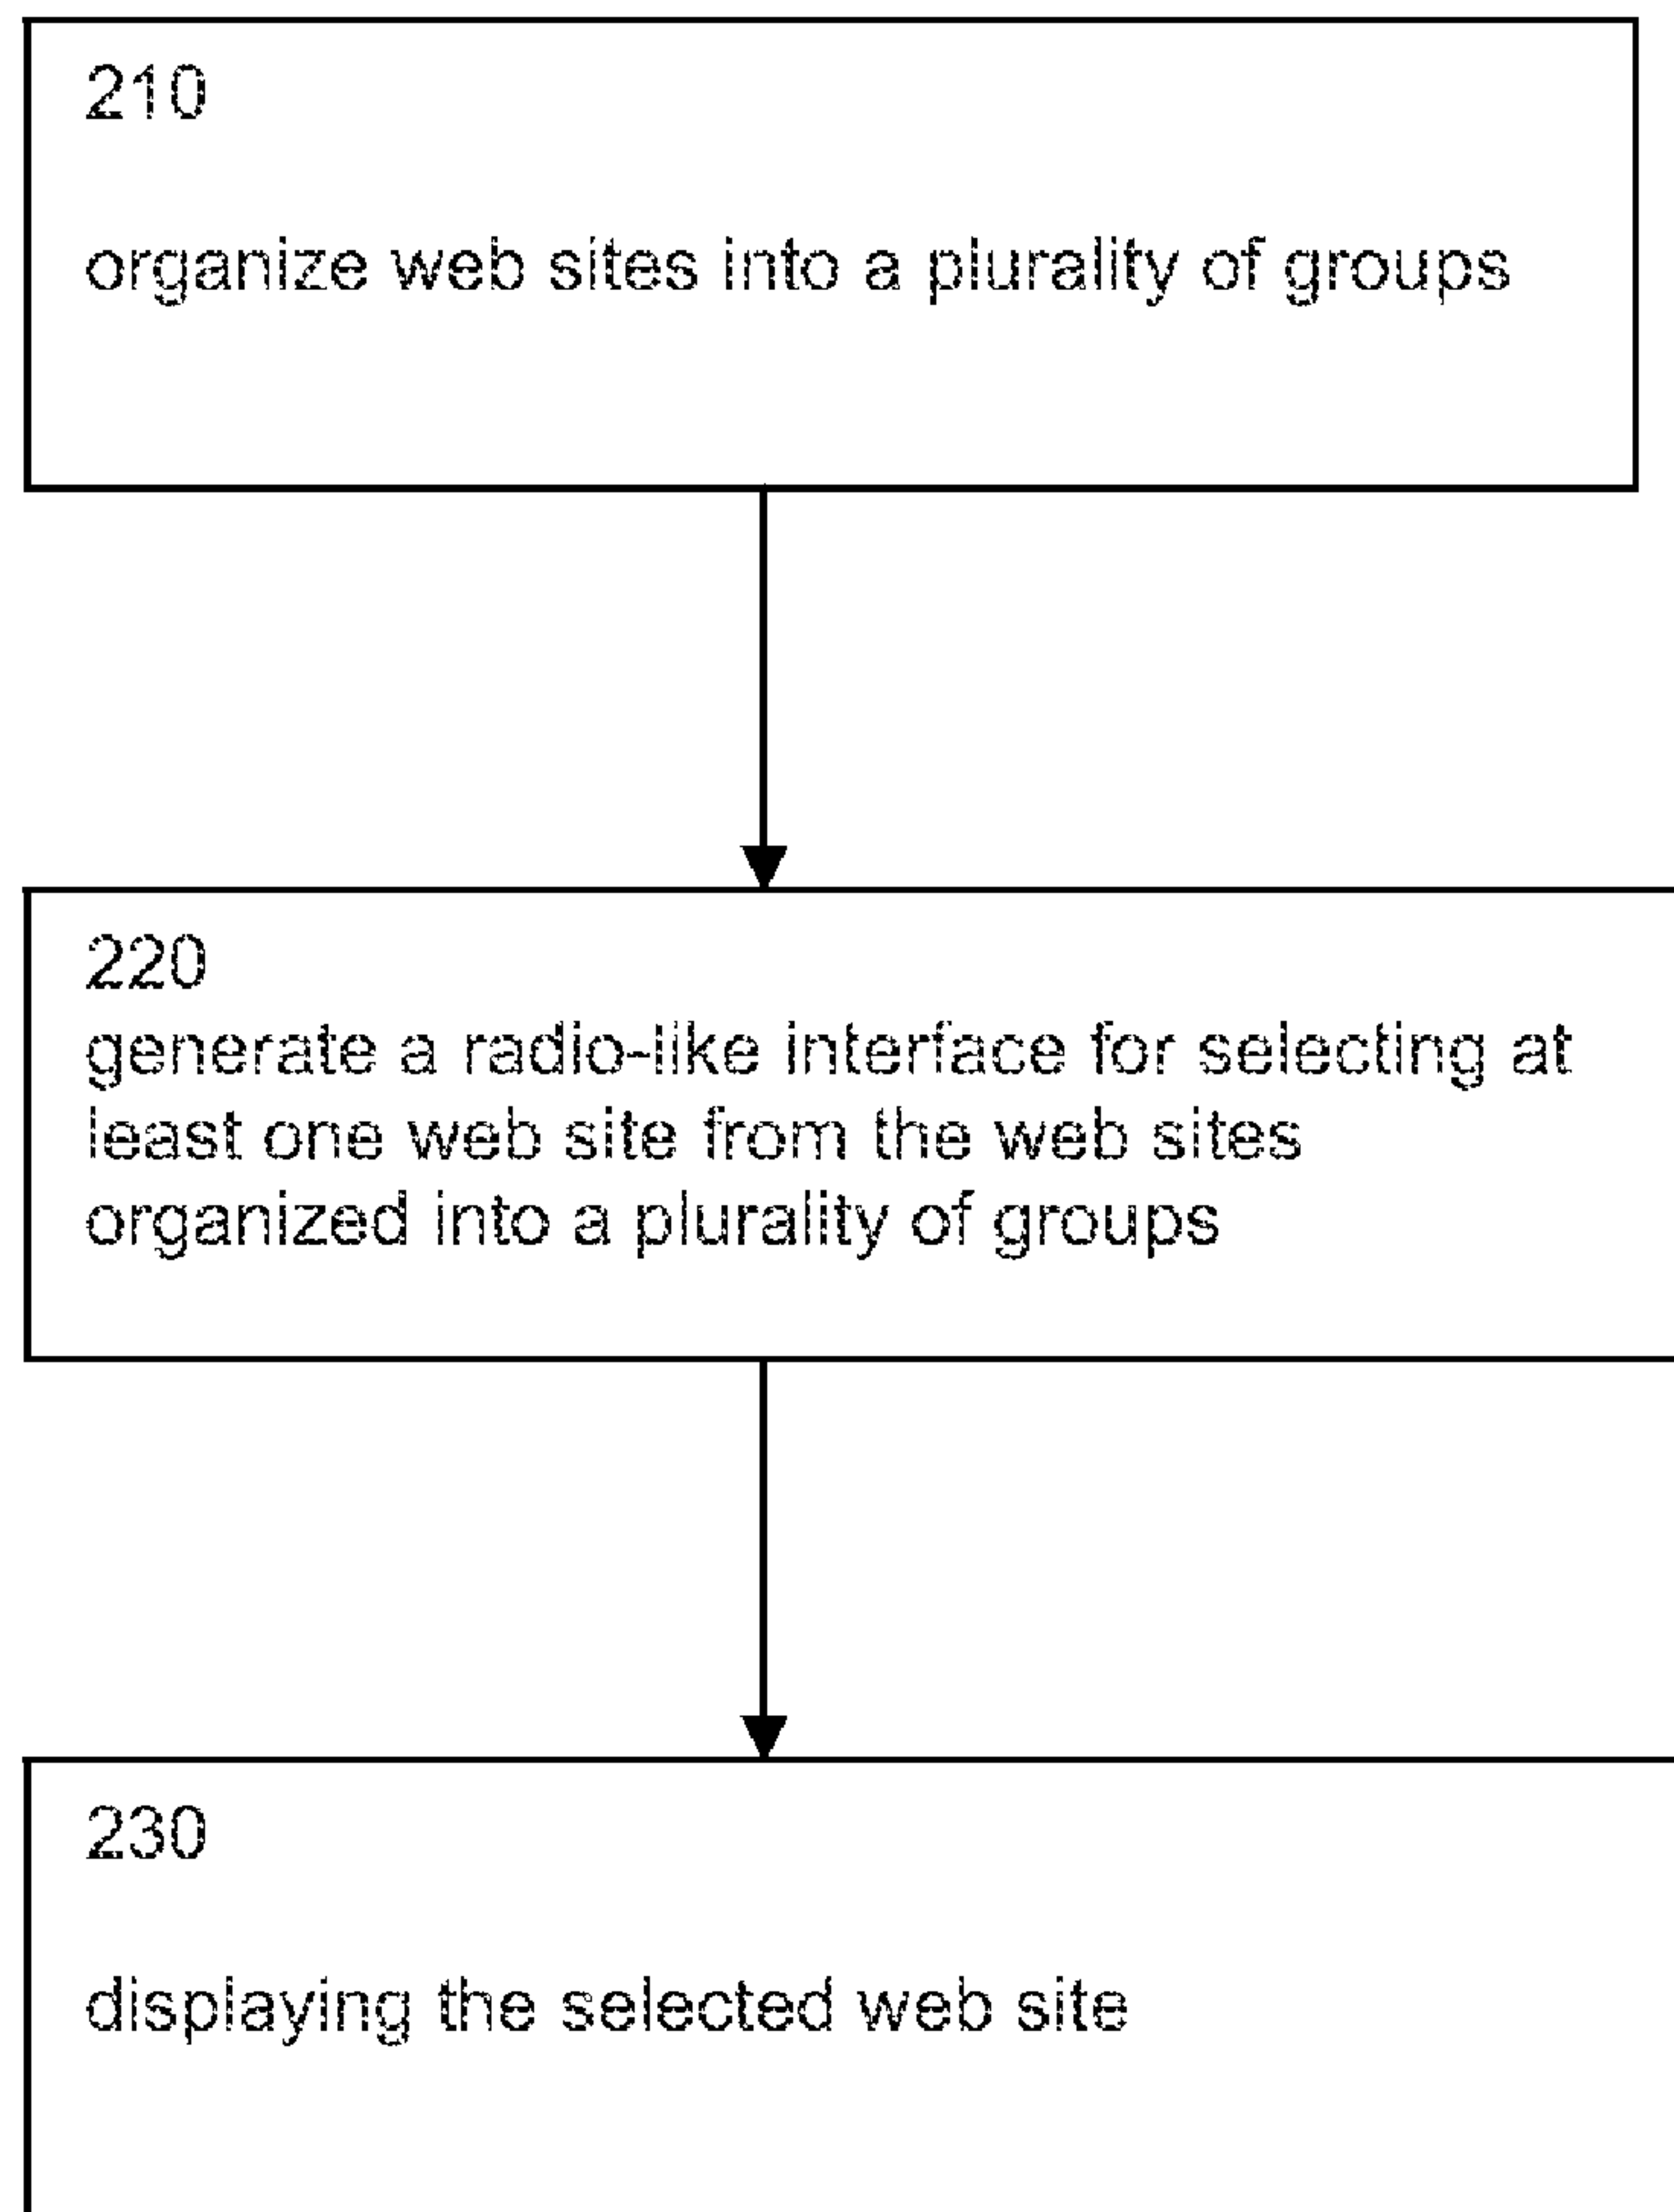 210
organize web sites into a plurality of groups
220
generate a radio-like interface for selecting at
least one web site from the web sites
organized into a plurality of groups
230
displaying the selected web site